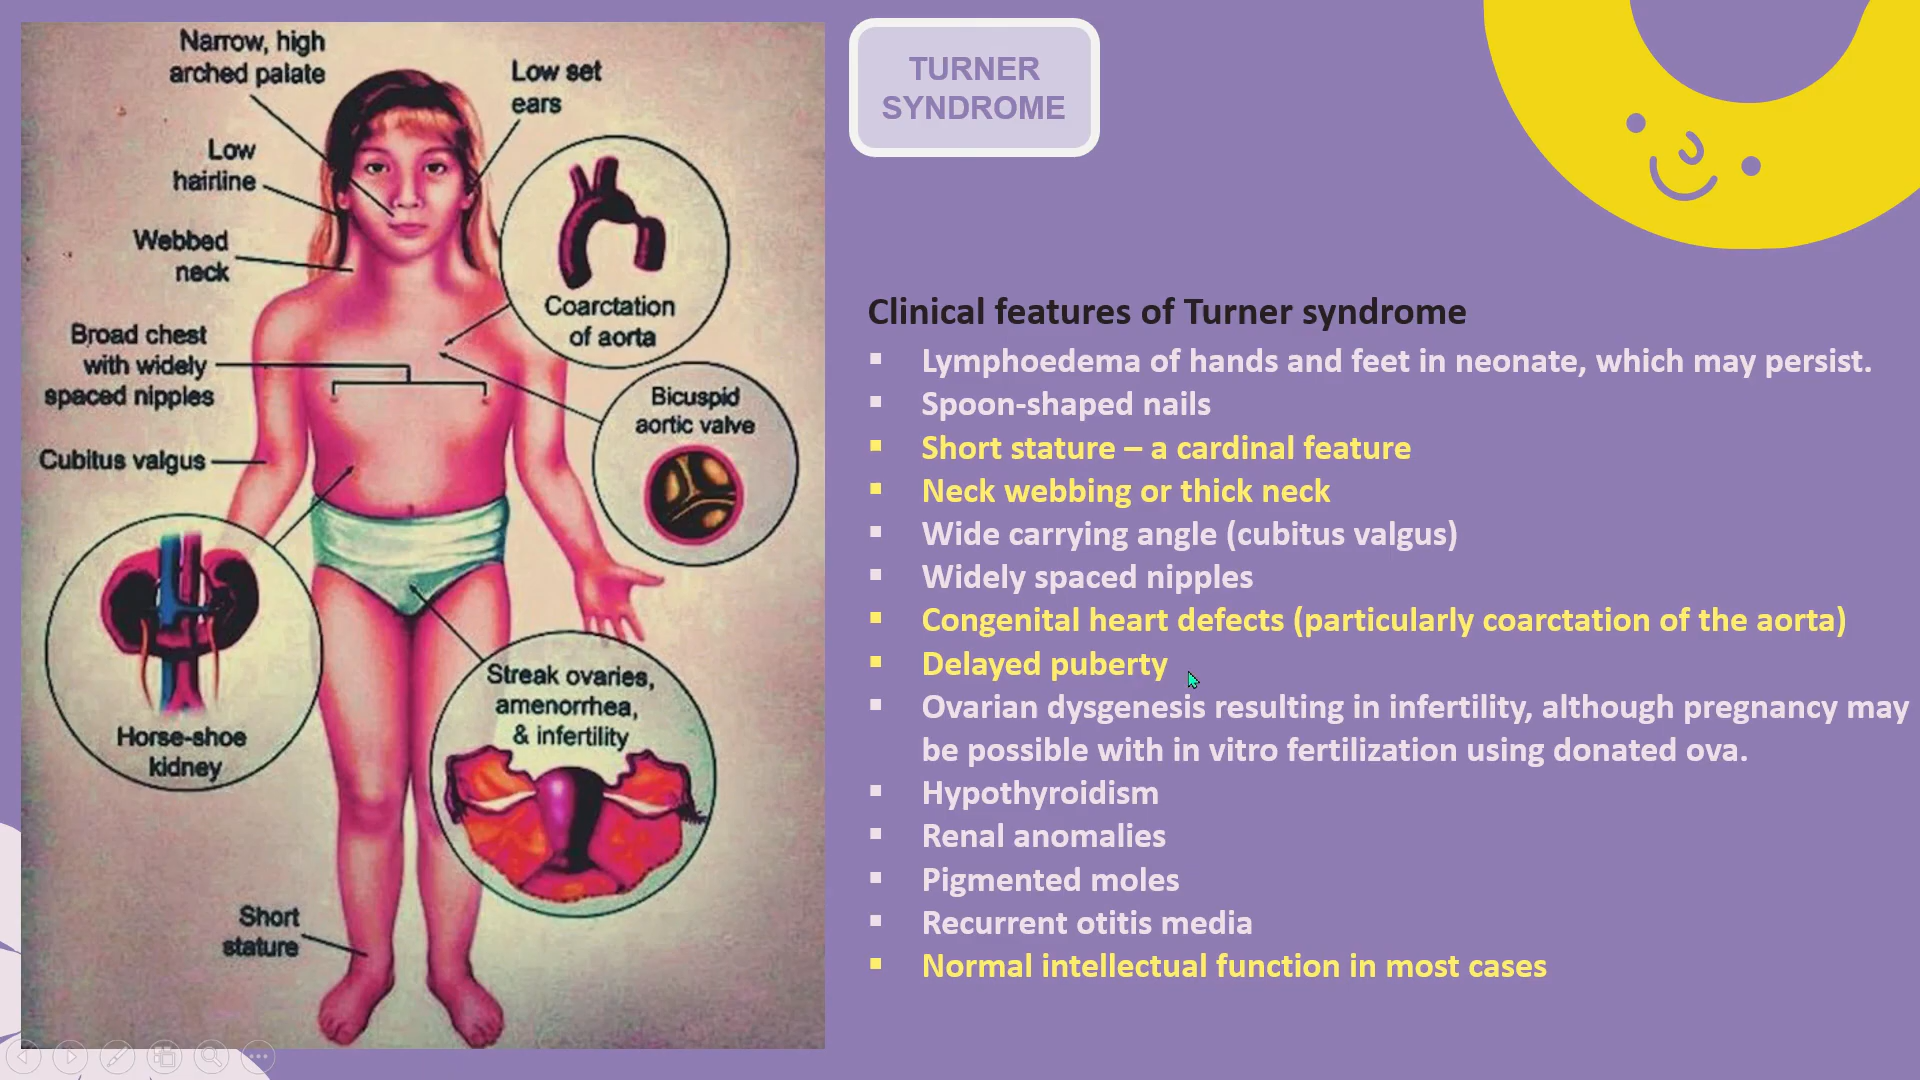 Narrow, high
arched palate
Low set
ears
Low
hairline
Webbed
neck
Coarctation
of aorta
Broad chest
with widely
spaced nipples
Bicuspid
aortic valve
Cubitus valgus
Horse-shoe
kidney
Streak ovaries,
amenorrhea,
& infertility
Short
stature
TURNER
SYNDROME
Clinical features of Turner syndrome
▪ Lymphoedema of hands and feet in neonate, which may persist.
▪ Spoon-shaped nails
▪ Short stature – a cardinal feature
▪ Neck webbing or thick neck
▪ Wide carrying angle (cubitus valgus)
▪ Widely spaced nipples
▪ Congenital heart defects (particularly coarctation of the aorta)
▪ Delayed puberty
▪ Ovarian dysgenesis resulting in infertility, although pregnancy may
be possible with in vitro fertilization using donated ova.
▪ Hypothyroidism
▪ Renal anomalies
▪ Pigmented moles
▪ Recurrent otitis media
▪ Normal intellectual function in most cases